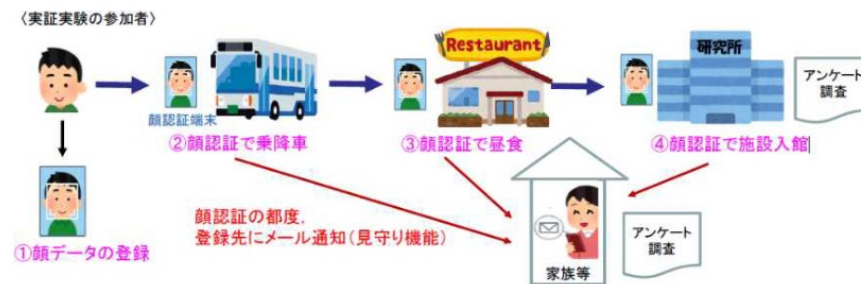 〈実証実験の参加者〉
Restaurant
研究所
アンケート
調査
顔認証端末
②顔認証で乗降車
③顔認証で昼食
④顔認証で施設入館
顔認証の都度,
登録先にメール通知(見守り機能)
①顔データの登録
家族等
アンケート
調査